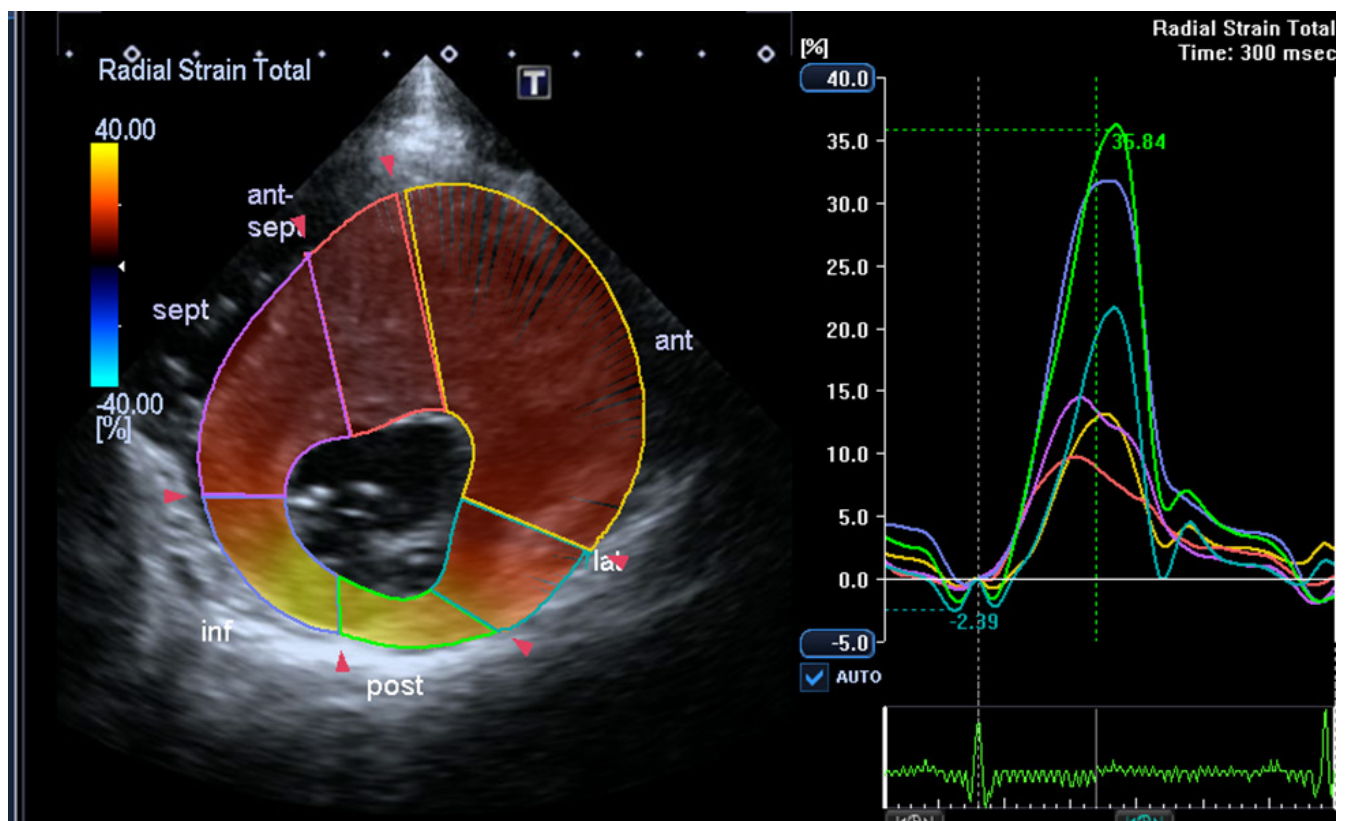 Radial Strain Total
40.00
-40.00
[%]
ant-
sept
sept
ant
lat
inf
post
T
Radial Strain Total
Time: 300 msec
[%]
40.0
35.0
30.0
25.0
20.0
15.0
10.0
5.0
0.0
-5.0
35.84
-2.39
AUTO